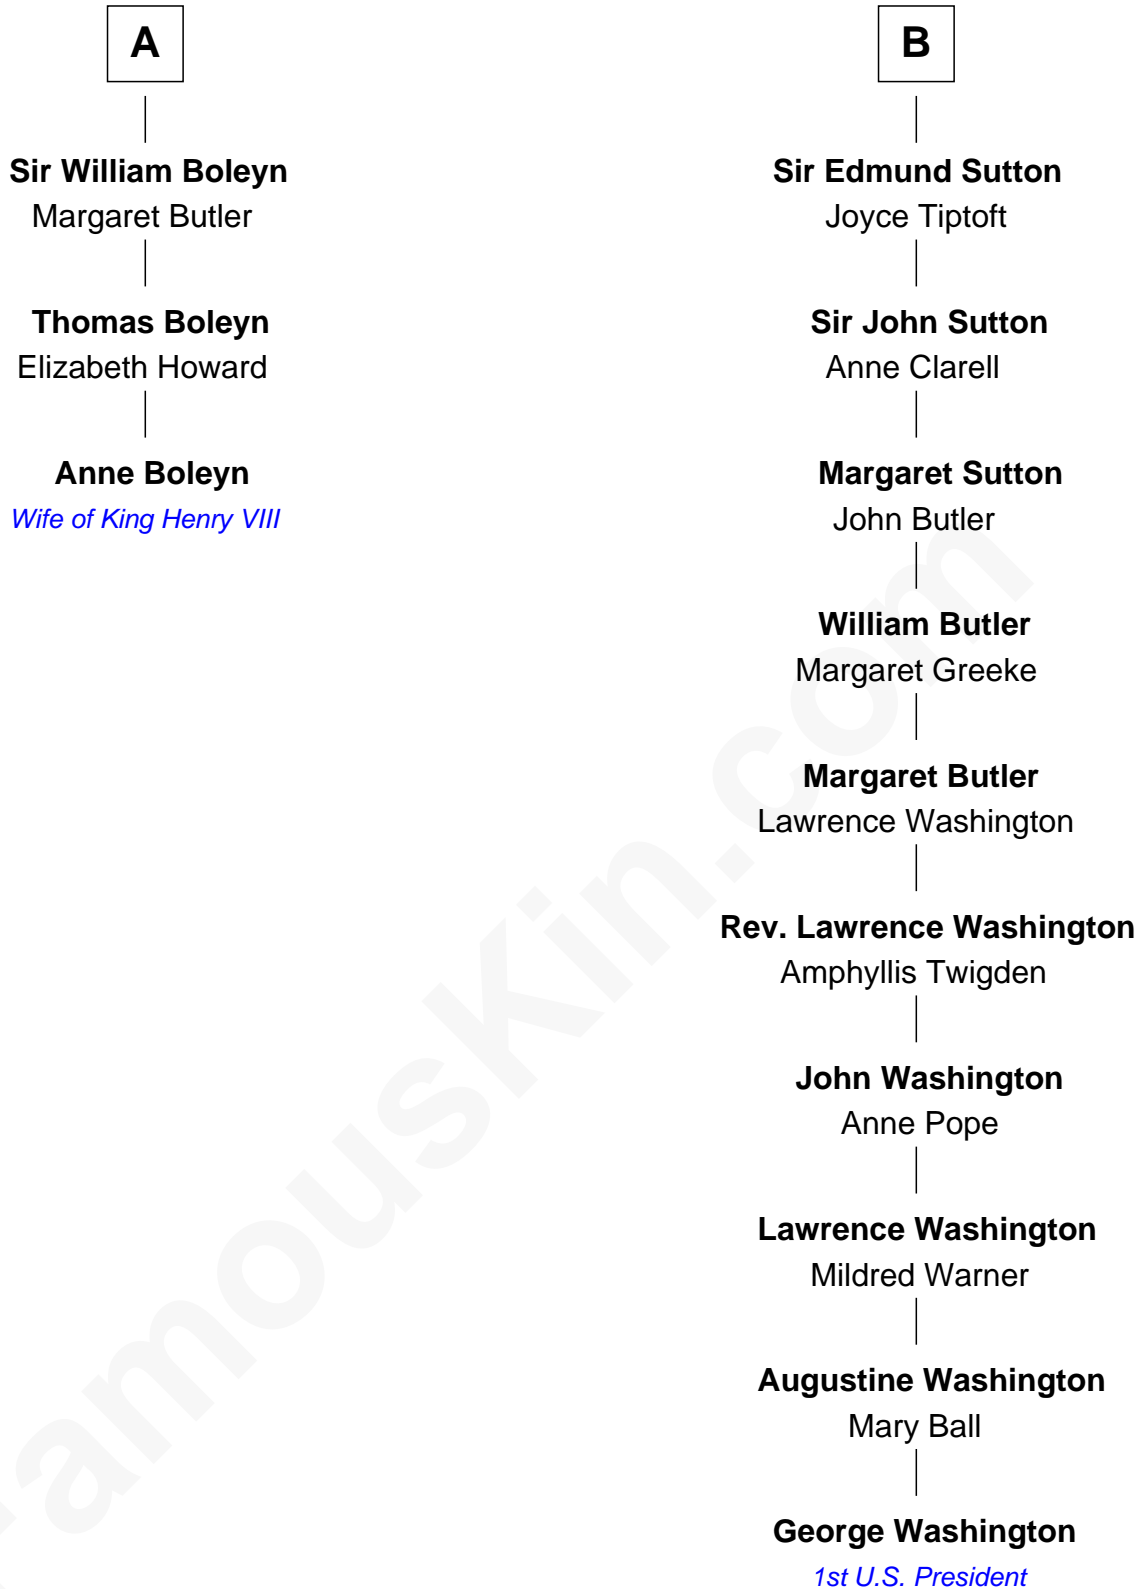 A
Sir William Boleyn
Margaret Butler
Thomas Boleyn
Elizabeth Howard
Anne Boleyn
Wife of King Henry VIII
B
Sir Edmund Sutton
Joyce Tiptoft
Sir John Sutton
Anne Clarell
Margaret Sutton
John Butler
William Butler
Margaret Greeke
Margaret Butler
Lawrence Washington
Rev. Lawrence Washington
Amphyllis Twigden
John Washington
Anne Pope
Lawrence Washington
Mildred Warner
Augustine Washington
Mary Ball
George Washington
1st U.S. President
amousKin.com